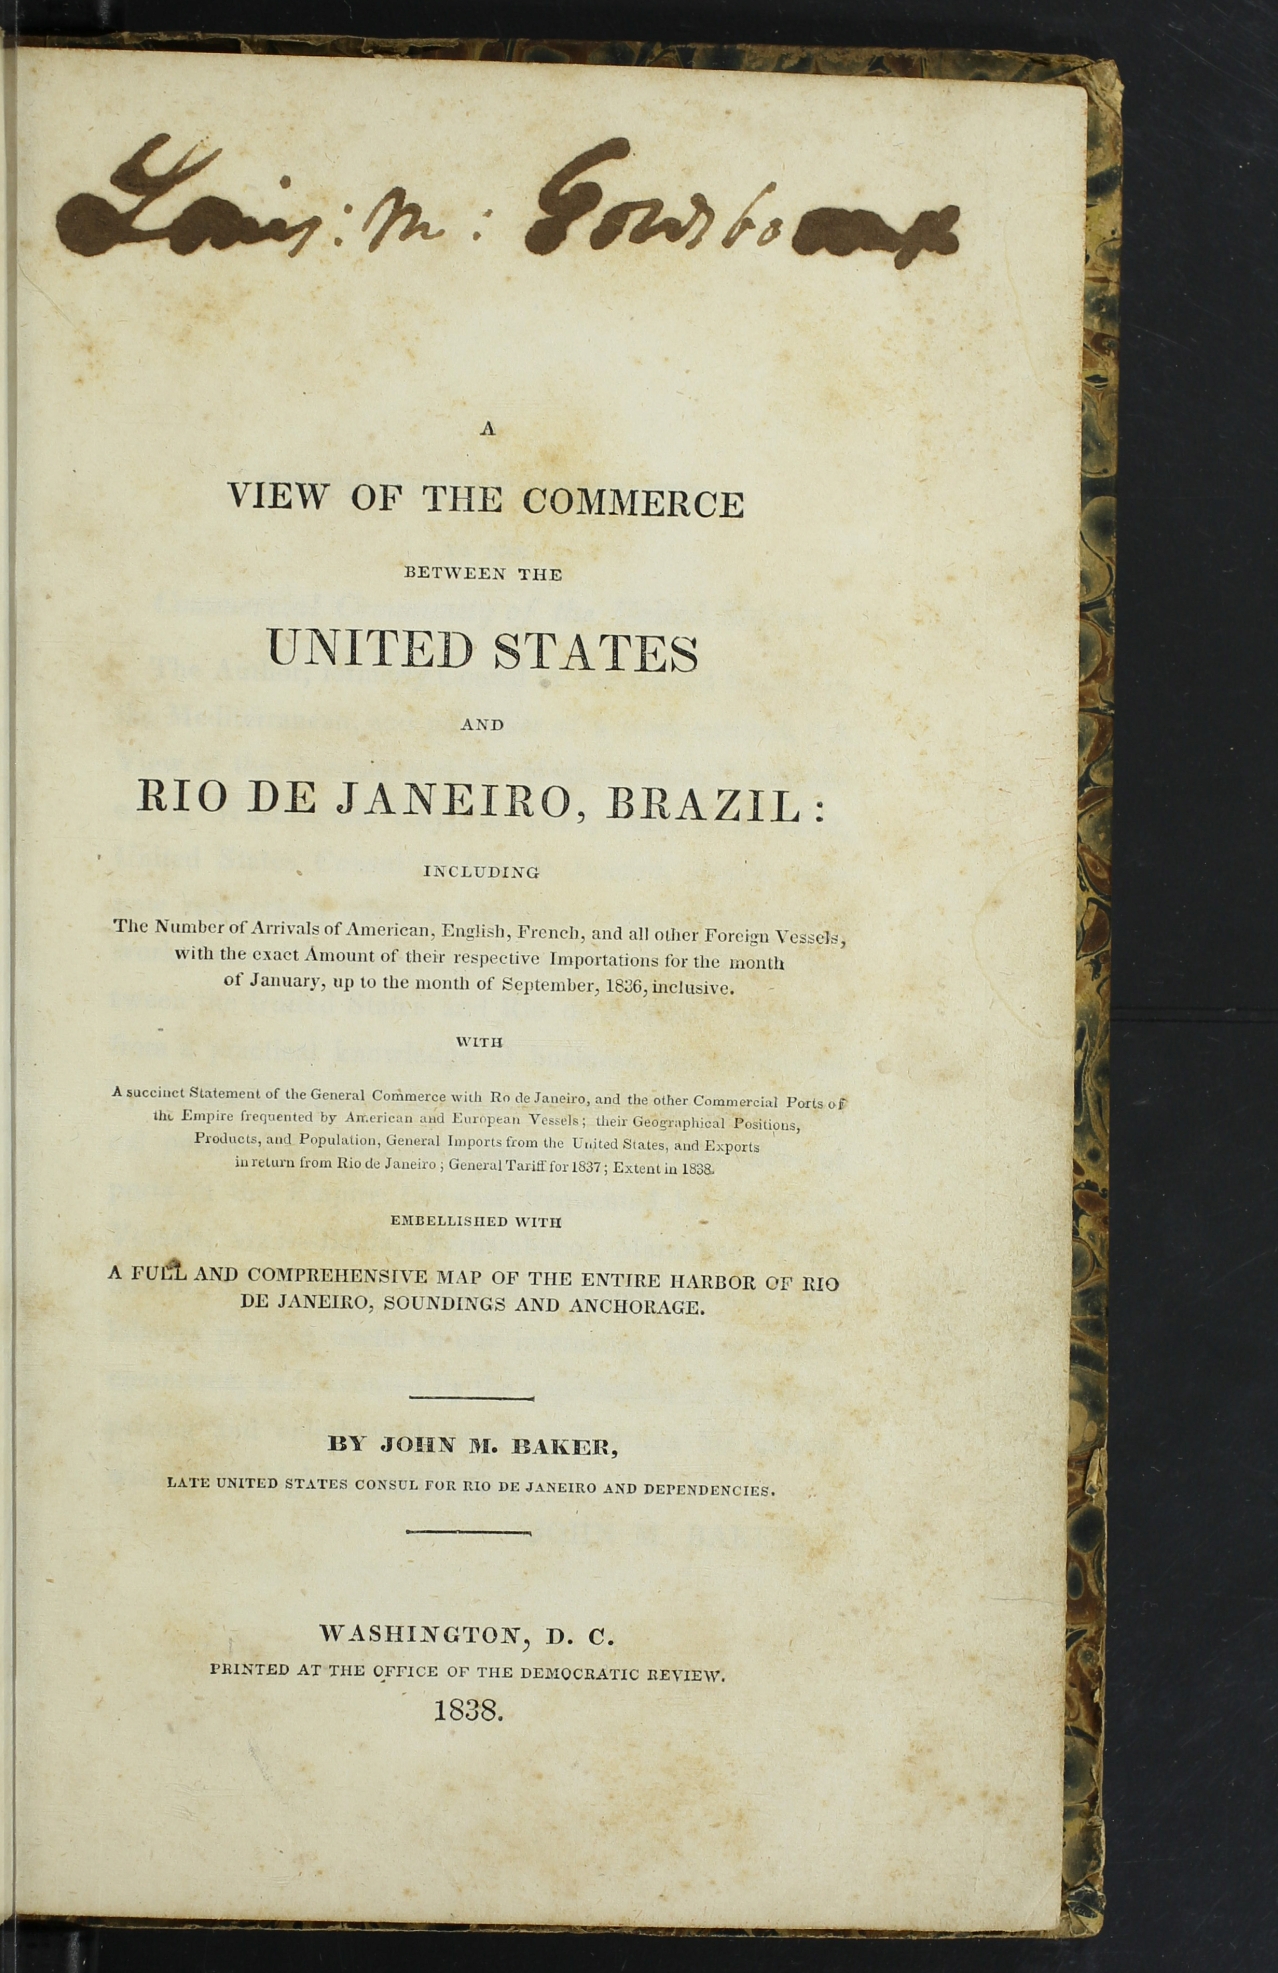 Louis: M: Goldsborough
A
VIEW OF THE COMMERCE
BETWEEN THE
UNITED STATES
AND
RIO DE JANEIRO, BRAZIL:
INCLUDING
The Number of Arrivals of American, English, French, and all other Foreign Vessels,
with the exact Amount of their respective Importations for the month
of January, up to the month of September, 1836, inclusive.
WITH
A succinct Statement of the General Commerce with Ro de Janeiro, and the other Commercial Ports of
the Empire frequented by American and European Vessels; their Geographical Positions,
Products, and Population, General Imports from the United States, and Exports
in return from Rio de Janeiro; General Tariff for 1837; Extent in 1838.
EMBELLISHED WITH
A FULL AND COMPREHENSIVE MAP OF THE ENTIRE HARBOR OF RIO
DE JANEIRO, SOUNDINGS AND ANCHORAGE.
BY JOHN M. BAKER,
LATE UNITED STATES CONSUL FOR RIO DE JANEIRO AND DEPENDENCIES.
WASHINGTON, D. C.
PRINTED AT THE OFFICE OF THE DEMOCRATIC REVIEW.
1838.